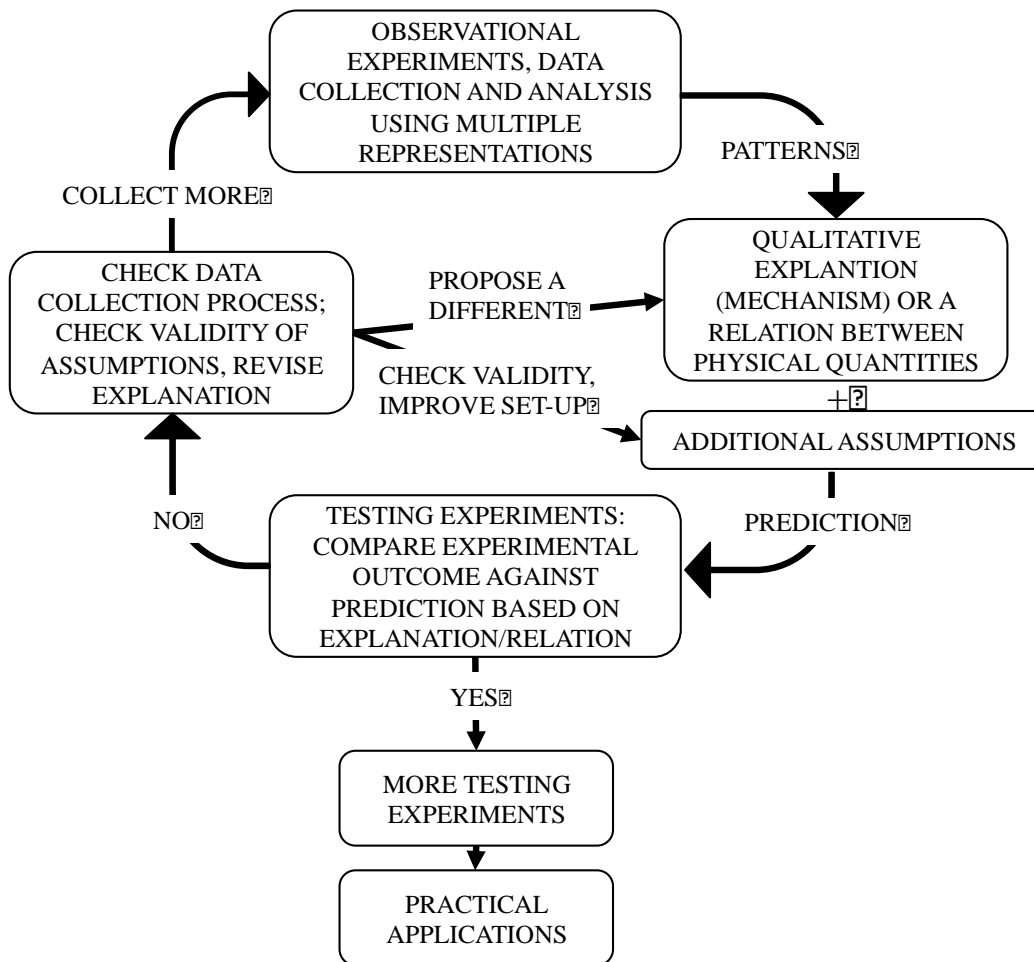 OBSERVATIONAL
EXPERIMENTS, DATA
COLLECTION AND ANALYSIS
USING MULTIPLE
REPRESENTATIONS
PATTERNS⍰
COLLECT MORE⍰
QUALITATIVE
EXPLANTION
(MECHANISM) OR A
RELATION BETWEEN
PHYSICAL QUANTITIES
CHECK DATA
COLLECTION PROCESS;
CHECK VALIDITY OF
ASSUMPTIONS, REVISE
EXPLANATION
PROPOSE A
DIFFERENT⍰
CHECK VALIDITY,
IMPROVE SET-UP⍰
+⍰
ADDITIONAL ASSUMPTIONS
NO⍰
TESTING EXPERIMENTS:
COMPARE EXPERIMENTAL
OUTCOME AGAINST
PREDICTION BASED ON
EXPLANATION/RELATION
PREDICTION⍰
YES⍰
MORE TESTING
EXPERIMENTS
PRACTICAL
APPLICATIONS